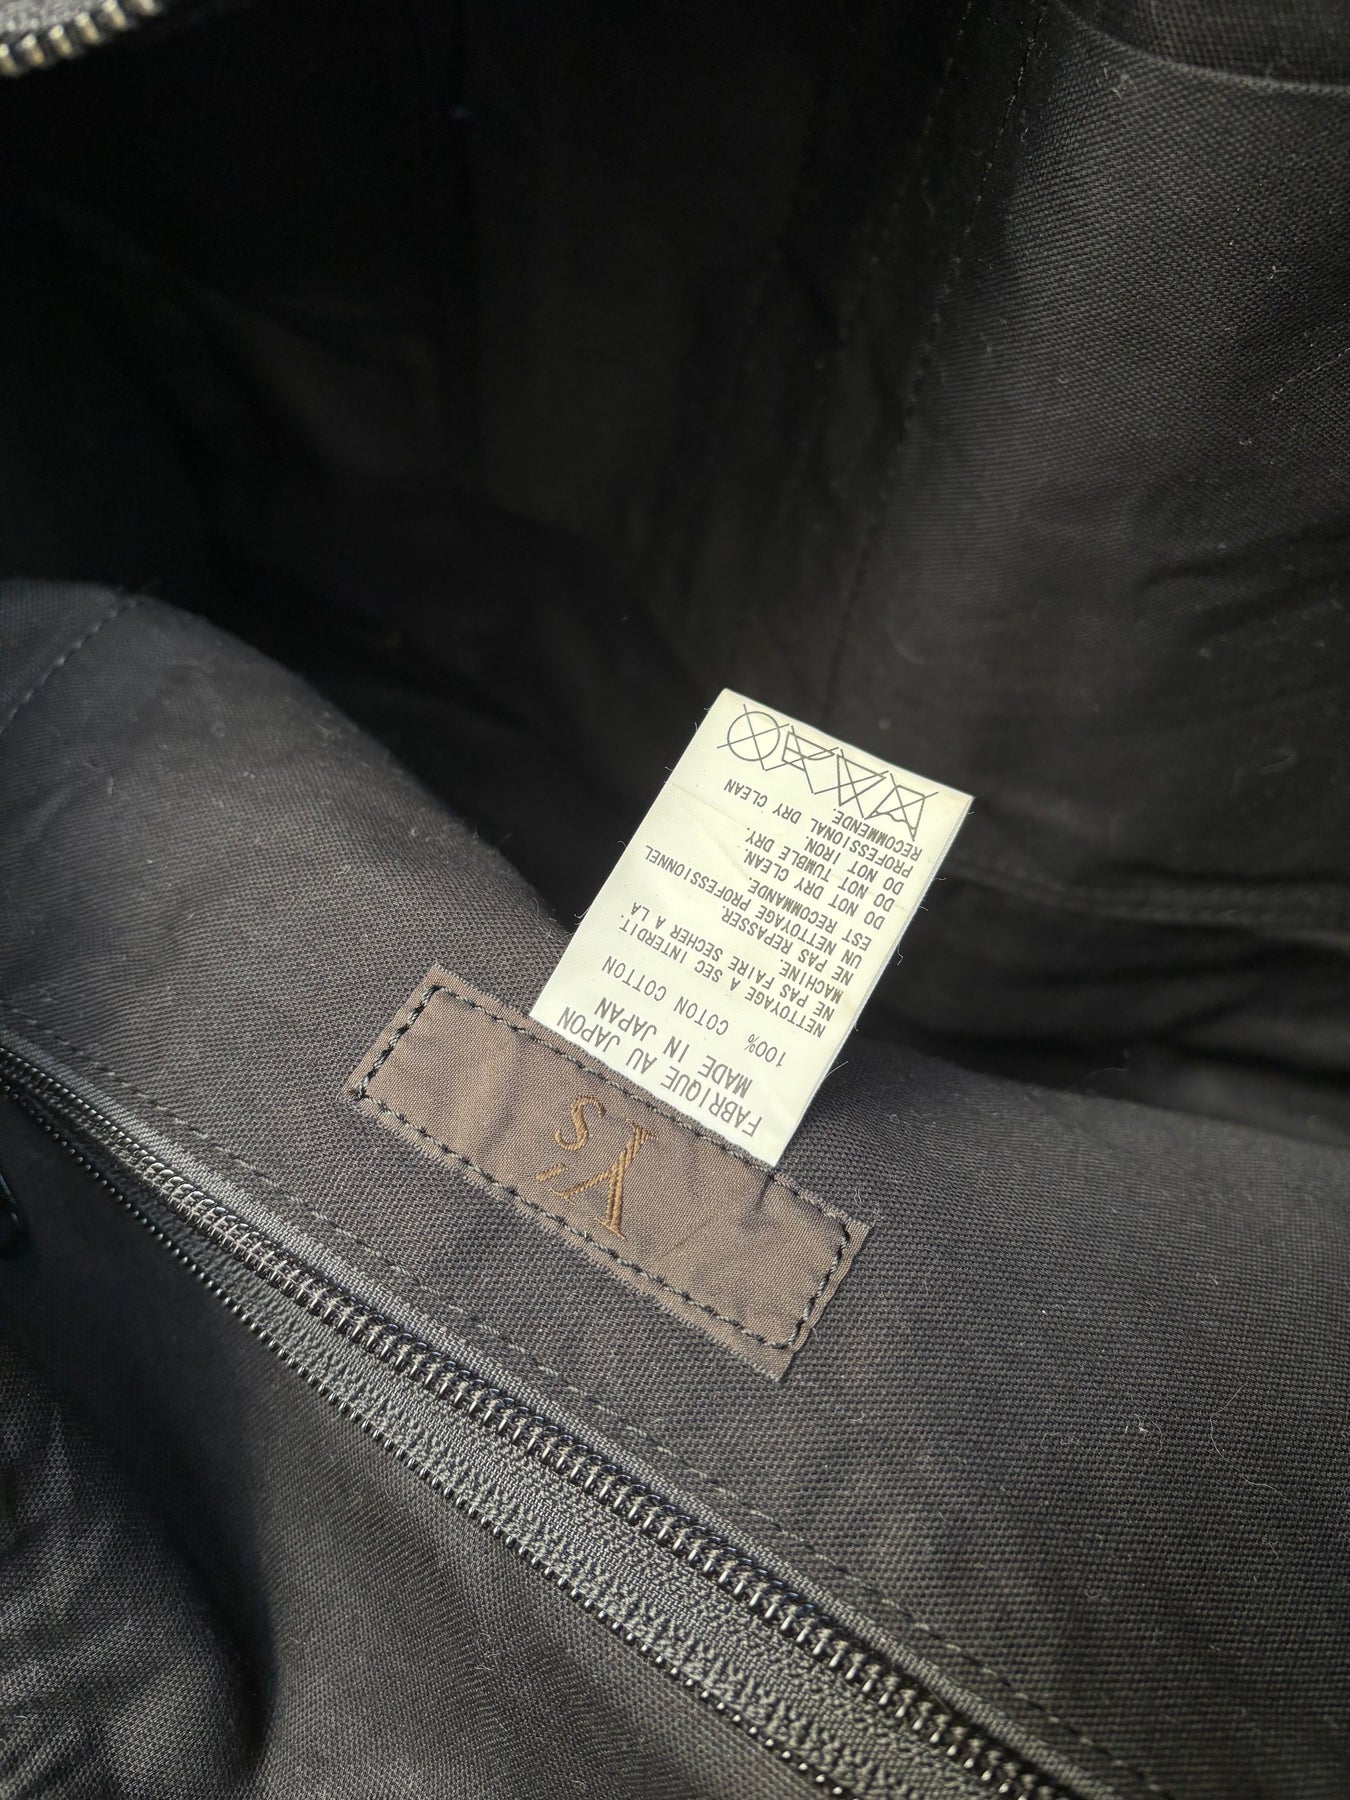 Y's
FABRIQUE AU JAPON
MADE IN JAPAN
100% COTON COTTON
NETTOYAGE A SEC INTERDIT.
NE PAS FAIRE SECHER A LA
MACHINE.
NE PAS REPASSER.
UN NETTOYAGE PROFESSIONNEL
EST RECOMMANDE.
DO NOT DRY CLEAN.
DO NOT TUMBLE DRY.
DO NOT IRON.
PROFESSIONAL DRY CLEAN
RECOMMENDE.